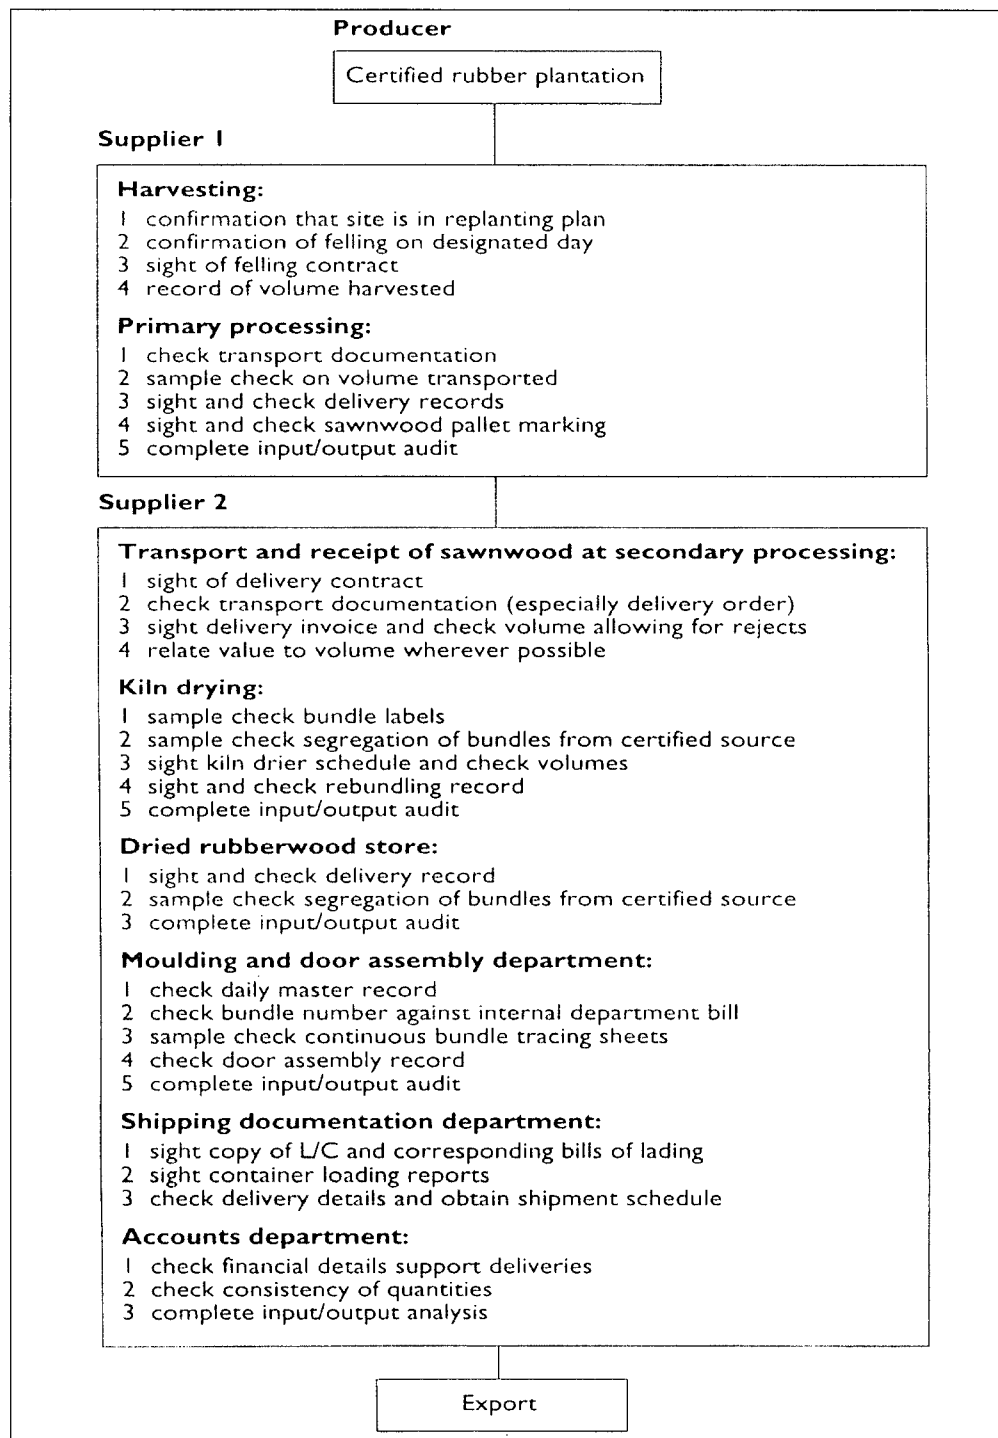 Producer
Certified rubber plantation
Supplier 1
Harvesting:
1 confirmation that site is in replanting plan
2 confirmation of felling on designated day
3 sight of felling contract
4 record of volume harvested
Primary processing:
1 check transport documentation
2 sample check on volume transported
3 sight and check delivery records
4 sight and check sawnwood pallet marking
5 complete input/output audit
Supplier 2
Transport and receipt of sawnwood at secondary processing:
1 sight of delivery contract
2 check transport documentation (especially delivery order)
3 sight delivery invoice and check volume allowing for rejects
4 relate value to volume wherever possible
Kiln drying:
1 sample check bundle labels
2 sample check segregation of bundles from certified source
3 sight kiln drier schedule and check volumes
4 sight and check rebundling record
5 complete input/output audit
Dried rubberwood store:
1 sight and check delivery record
2 sample check segregation of bundles from certified source
3 complete input/output audit
Moulding and door assembly department:
1 check daily master record
2 check bundle number against internal department bill
3 sample check continuous bundle tracing sheets
4 check door assembly record
5 complete input/output audit
Shipping documentation department:
1 sight copy of L/C and corresponding bills of lading
2 sight container loading reports
3 check delivery details and obtain shipment schedule
Accounts department:
1 check financial details support deliveries
2 check consistency of quantities
3 complete input/output analysis
Export